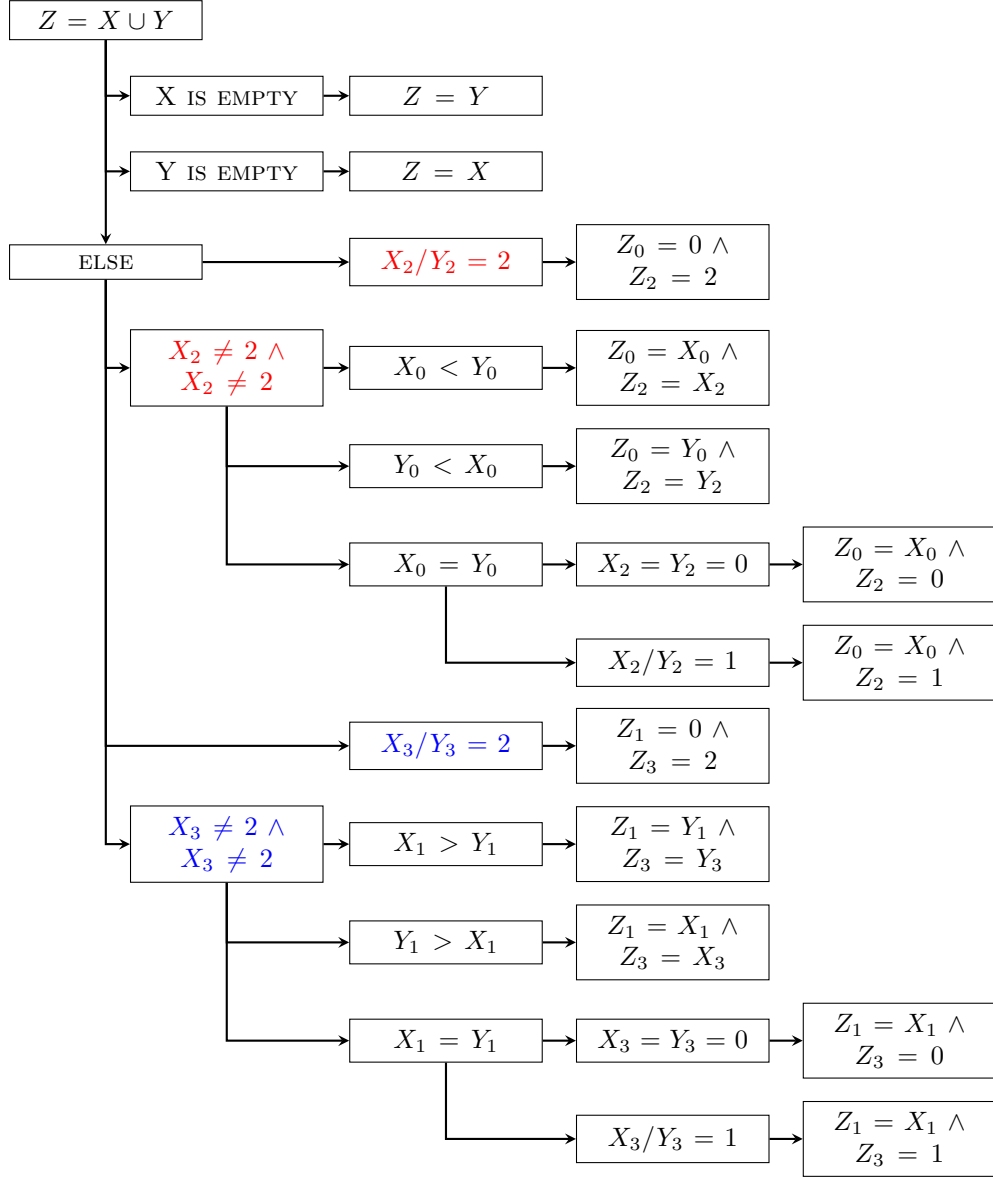 Z = X ∪ Y
X IS EMPTY
Z = Y
Y IS EMPTY
Z = X
ELSE
X₂/Y₂ = 2
Z₀ = 0 ∧
Z₂ = 2
X₂ ≠ 2 ∧
X₂ ≠ 2
X₀ < Y₀
Z₀ = X₀ ∧
Z₂ = X₂
Y₀ < X₀
Z₀ = Y₀ ∧
Z₂ = Y₂
X₀ = Y₀
X₂ = Y₂ = 0
Z₀ = X₀ ∧
Z₂ = 0
X₂/Y₂ = 1
Z₀ = X₀ ∧
Z₂ = 1
X₃/Y₃ = 2
Z₁ = 0 ∧
Z₃ = 2
X₃ ≠ 2 ∧
X₃ ≠ 2
X₁ > Y₁
Z₁ = Y₁ ∧
Z₃ = Y₃
Y₁ > X₁
Z₁ = X₁ ∧
Z₃ = X₃
X₁ = Y₁
X₃ = Y₃ = 0
Z₁ = X₁ ∧
Z₃ = 0
X₃/Y₃ = 1
Z₁ = X₁ ∧
Z₃ = 1